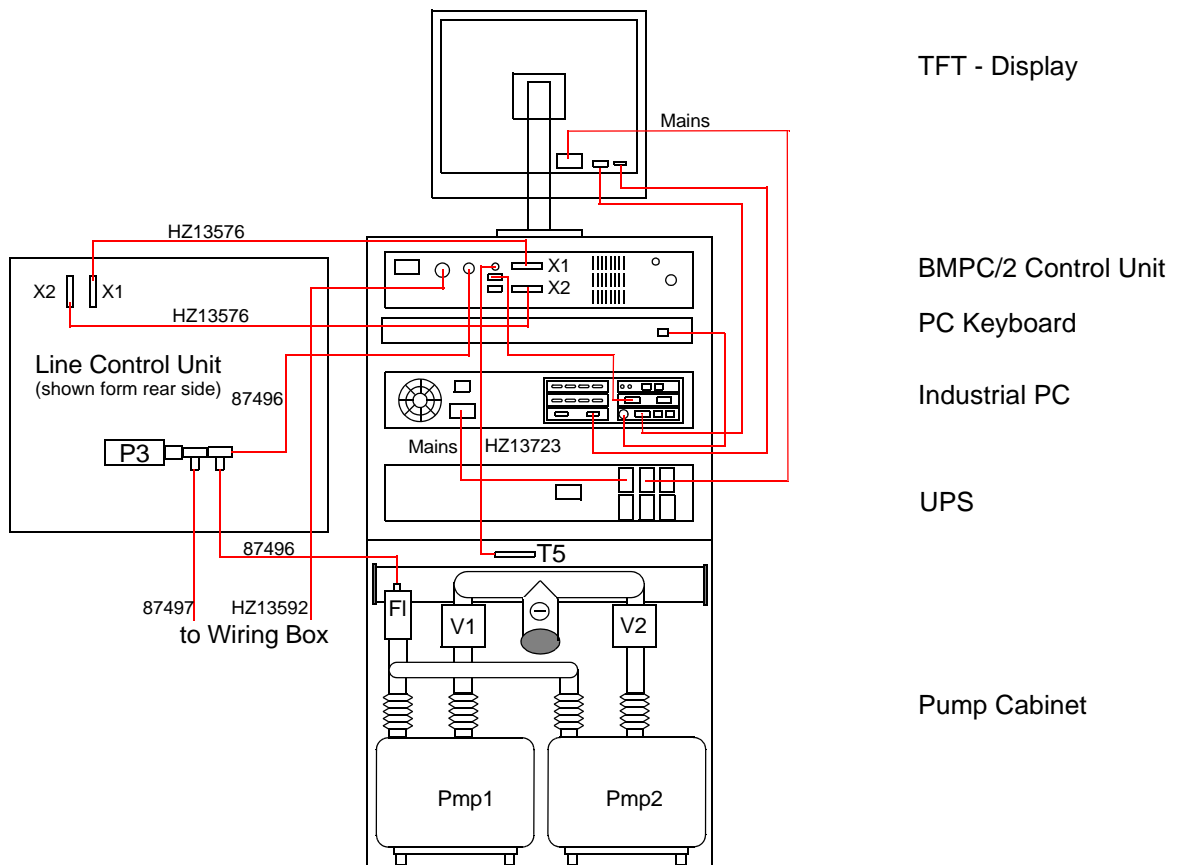 TFT - Display
Mains
HZ13576
X1
BMPC/2 Control Unit
X2
X1
X2
HZ13576
PC Keyboard
Line Control Unit
(shown form rear side)
87496
Industrial PC
P3
Mains
HZ13723
UPS
87496
T5
87497
HZ13592
to Wiring Box
FI
V1
V2
Pump Cabinet
Pmp1
Pmp2